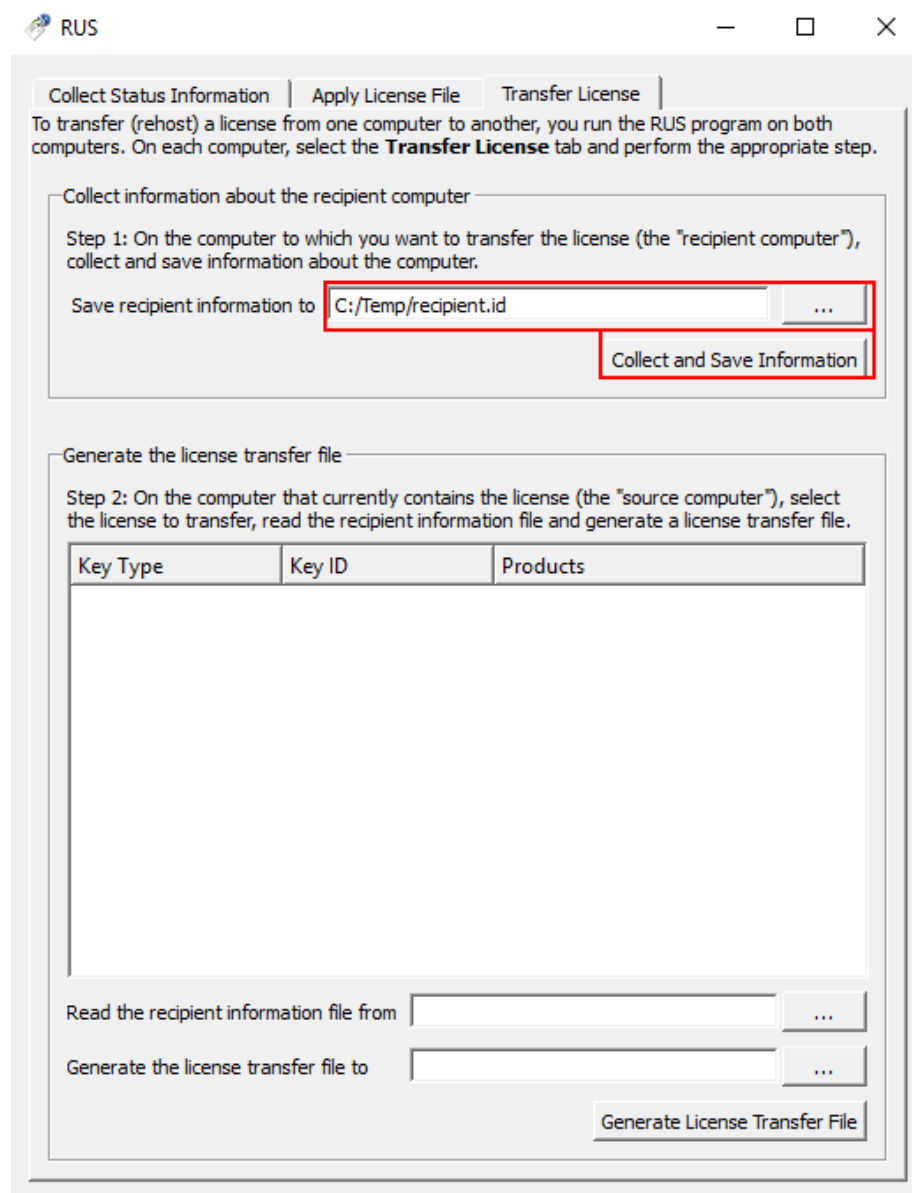 RUS
Collect Status Information
Apply License File
Transfer License
To transfer (rehost) a license from one computer to another, you run the RUS program on both
computers. On each computer, select the Transfer License tab and perform the appropriate step.
Collect information about the recipient computer
Step 1: On the computer to which you want to transfer the license (the "recipient computer"),
collect and save information about the computer.
Save recipient information to C:/Temp/recipient.id ...
Collect and Save Information
Generate the license transfer file
Step 2: On the computer that currently contains the license (the "source computer"), select
the license to transfer, read the recipient information file and generate a license transfer file.
Key Type Key ID Products
Read the recipient information file from ...
Generate the license transfer file to ...
Generate License Transfer File